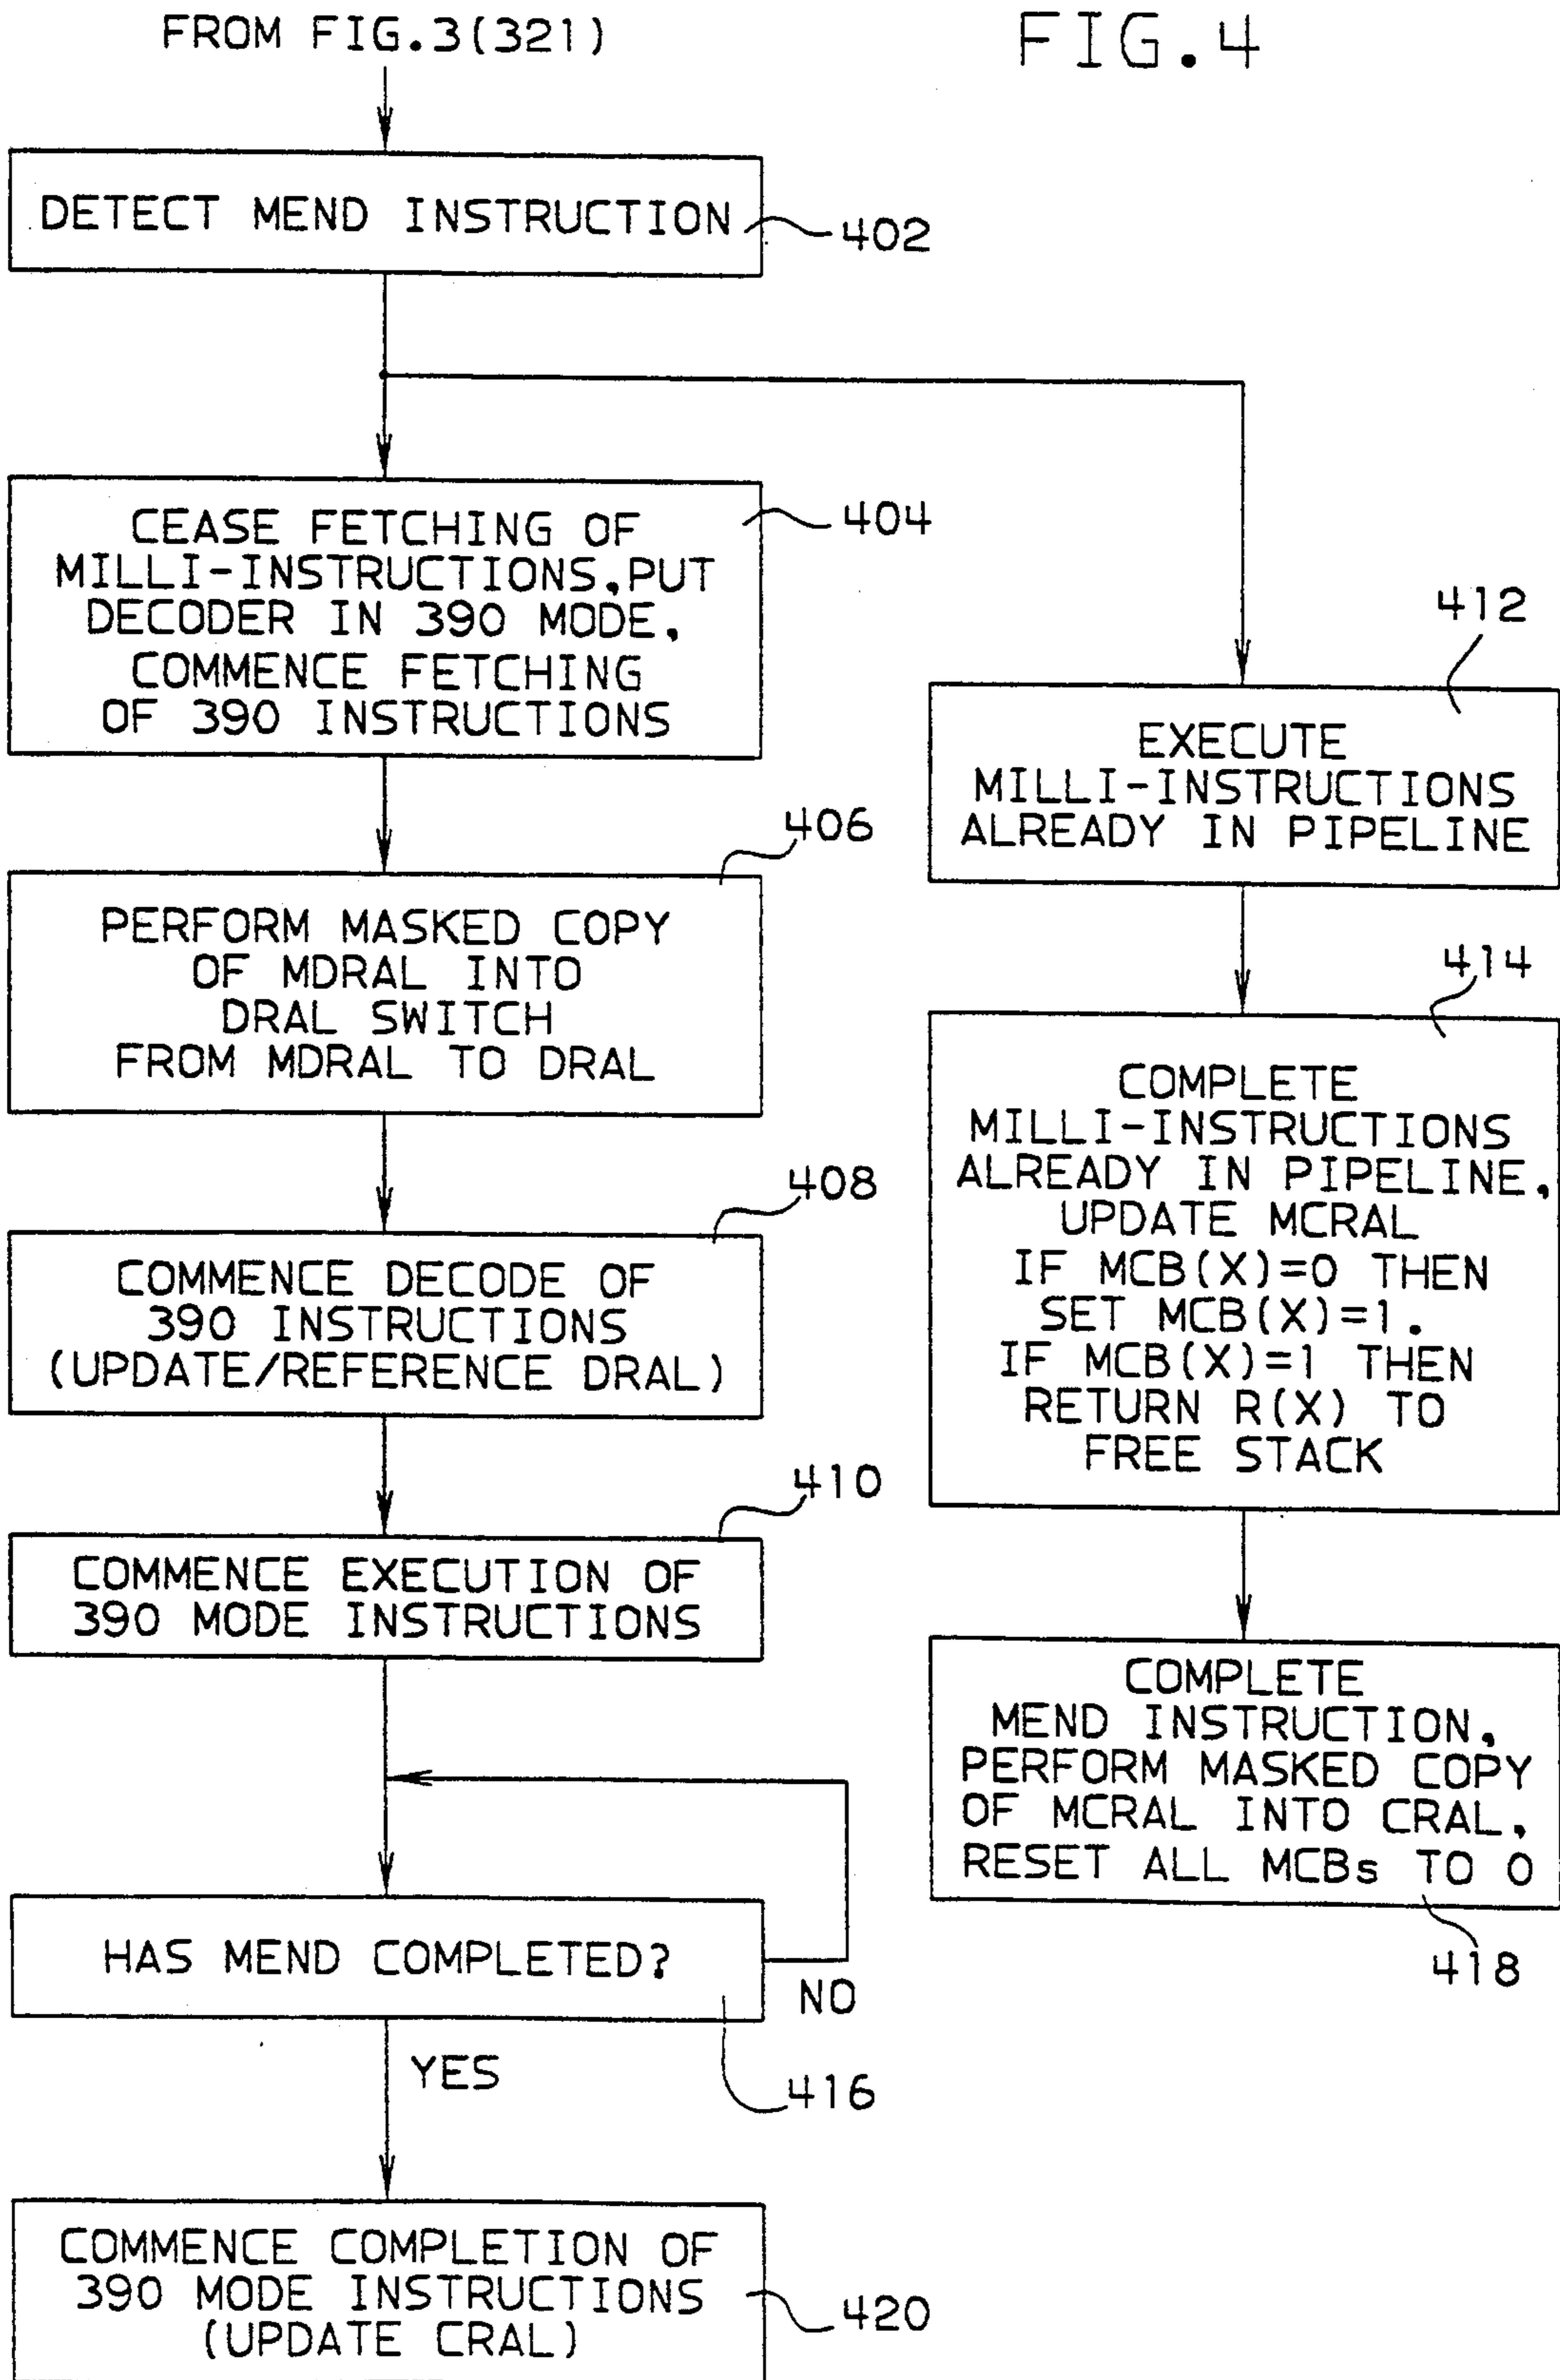 FROM FIG.3(321)
FIG.4
DETECT MEND INSTRUCTION
402
CEASE FETCHING OF
MILLI-INSTRUCTIONS,PUT
DECODER IN 390 MODE,
COMMENCE FETCHING
OF 390 INSTRUCTIONS
404
406
PERFORM MASKED COPY
OF MDRAL INTO
DRAL SWITCH
FROM MDRAL TO DRAL
408
COMMENCE DECODE OF
390 INSTRUCTIONS
(UPDATE/REFERENCE DRAL)
410
COMMENCE EXECUTION OF
390 MODE INSTRUCTIONS
HAS MEND COMPLETED?
NO
YES
416
COMMENCE COMPLETION OF
390 MODE INSTRUCTIONS
(UPDATE CRAL)
420
412
EXECUTE
MILLI-INSTRUCTIONS
ALREADY IN PIPELINE
414
COMPLETE
MILLI-INSTRUCTIONS
ALREADY IN PIPELINE,
UPDATE MCRAL
IF MCB(X)=0 THEN
SET MCB(X)=1.
IF MCB(X)=1 THEN
RETURN R(X) TO
FREE STACK
COMPLETE
MEND INSTRUCTION,
PERFORM MASKED COPY
OF MCRAL INTO CRAL,
RESET ALL MCBs TO 0
418